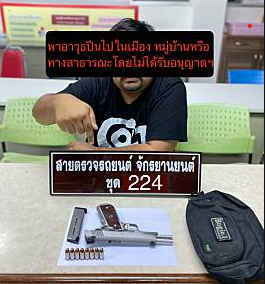 พาอาวุธปืนไปในเมือง หมู่บ้านหรือ
ทางสาธารณะโดยไม่ได้รับอนุญาตฯ
สายตรวจรถยนต์ จักรยานยนต์
ชุด 224